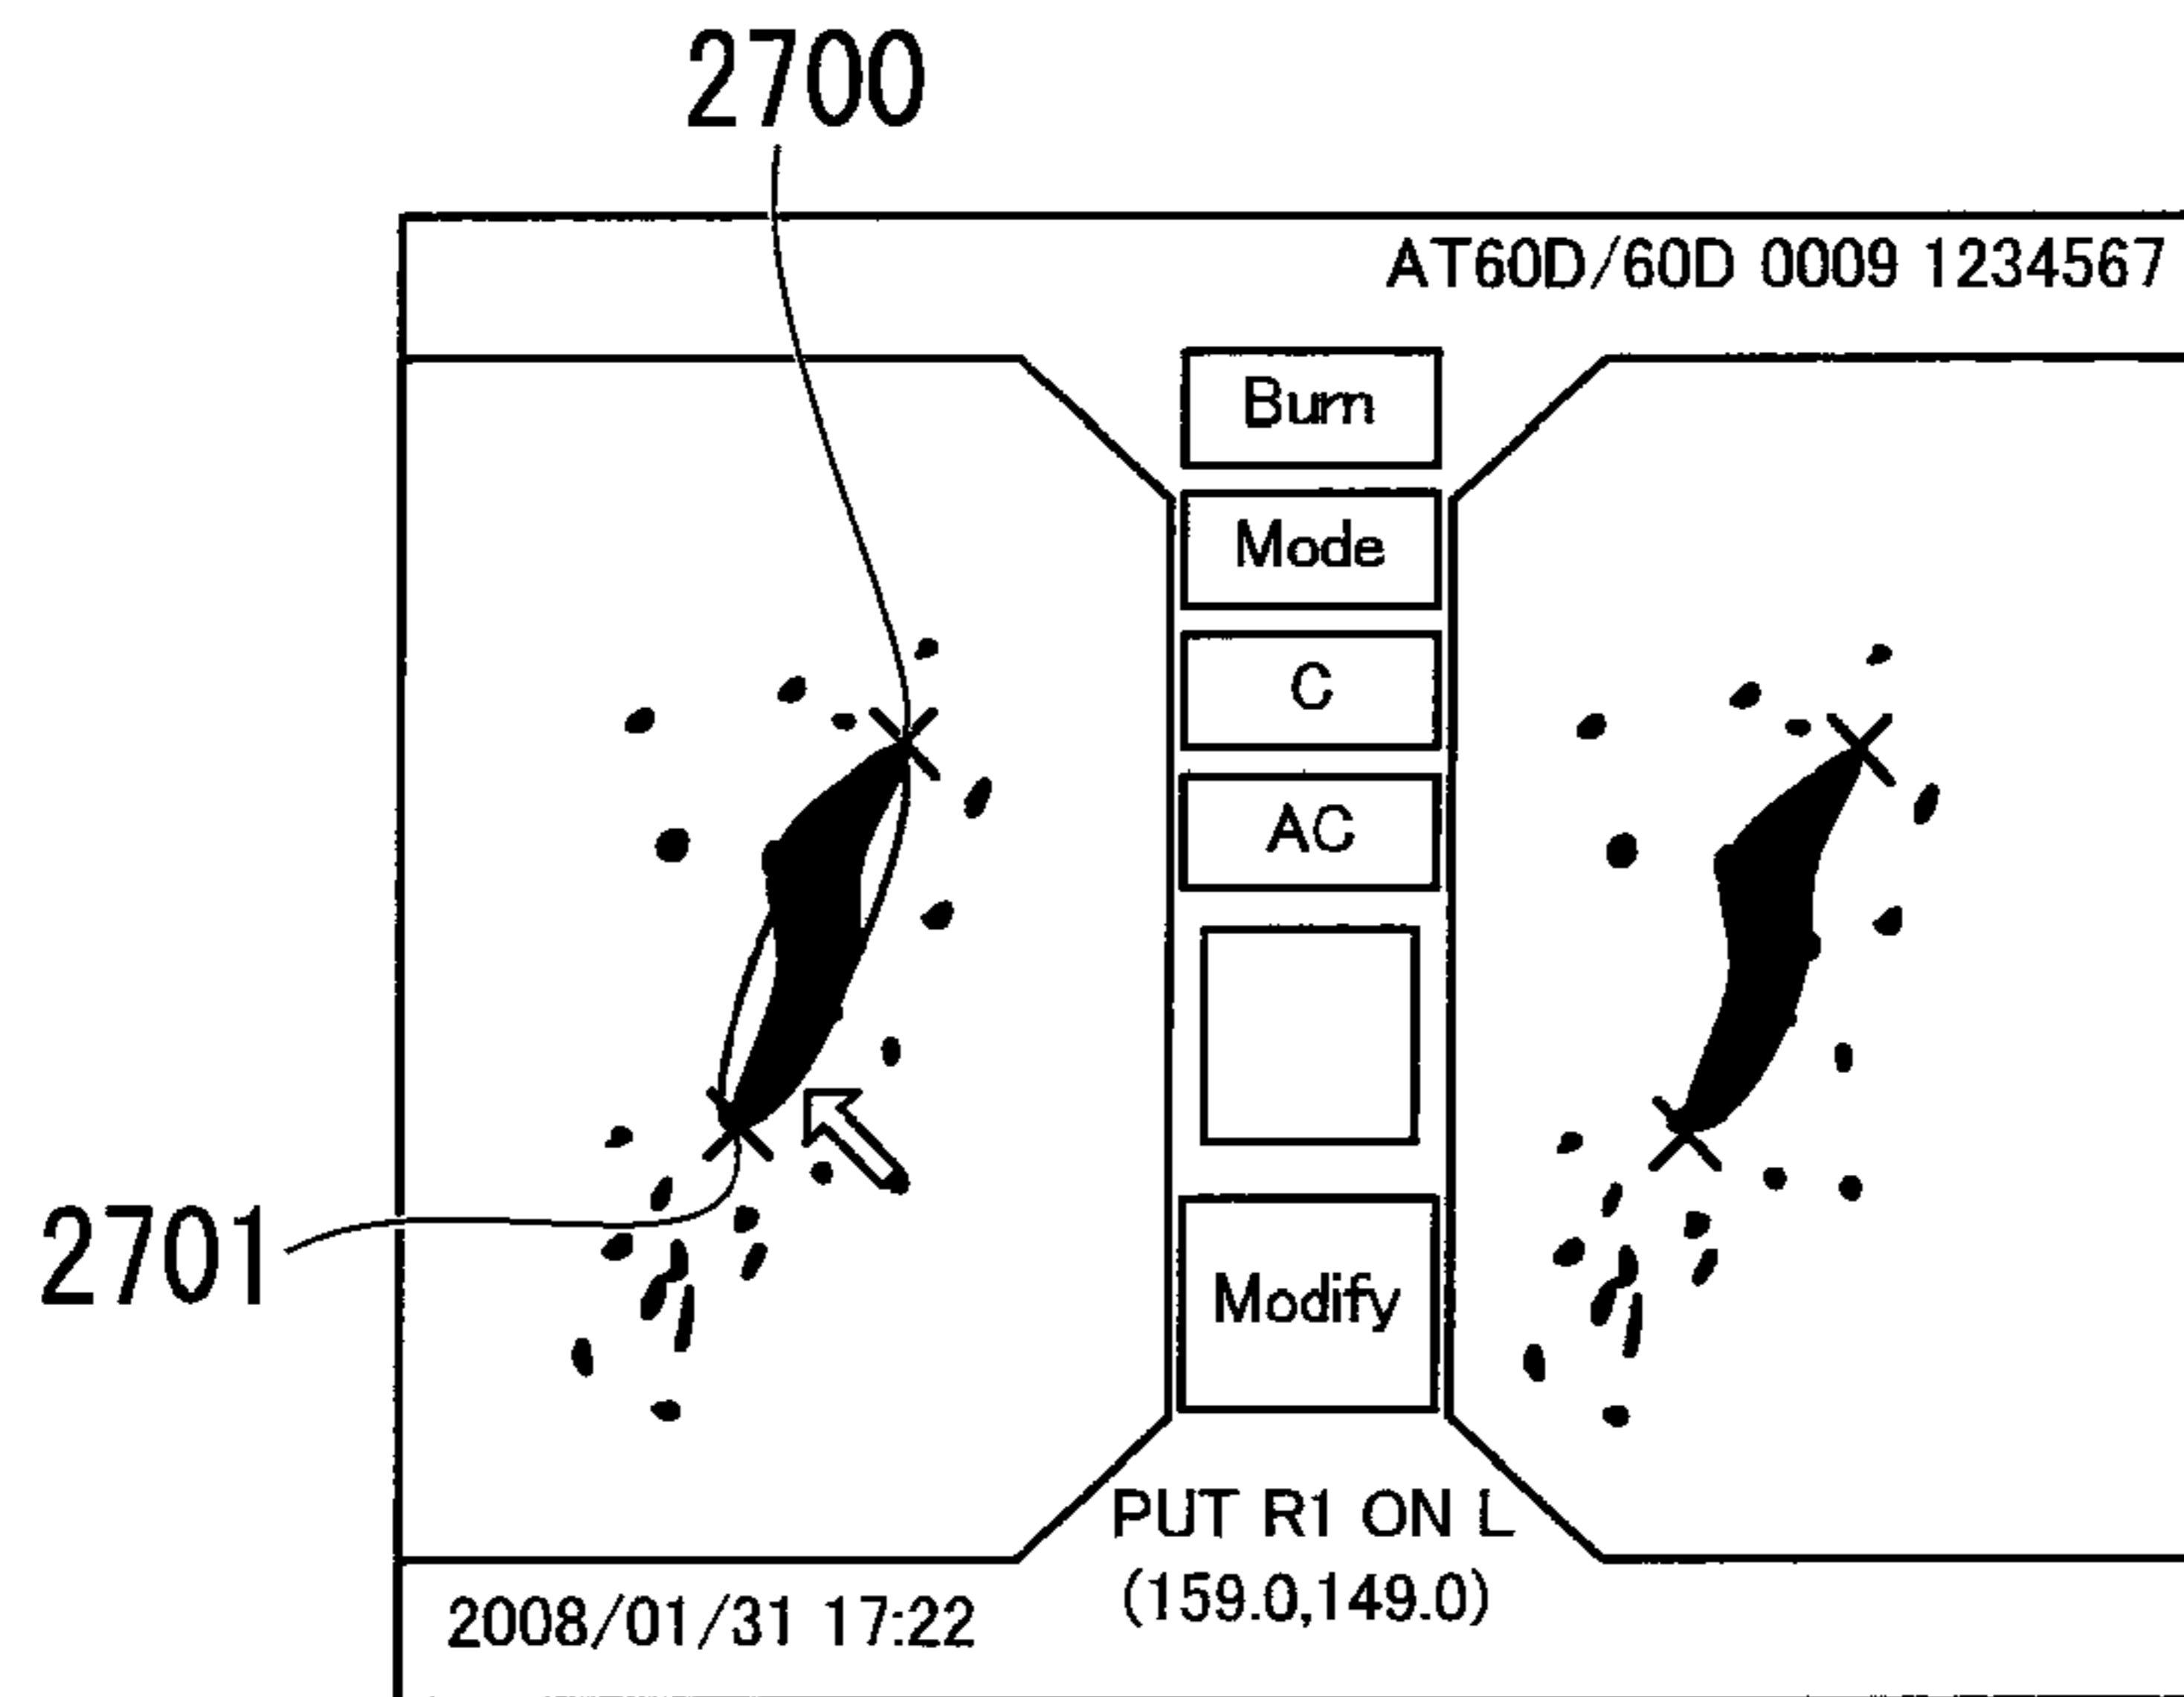 2700
AT60D/60D 0009 1234567
Burn
Mode
C
AC
2701
Modify
PUT R1 ON L
(159.0,149.0)
2008/01/31 17:22